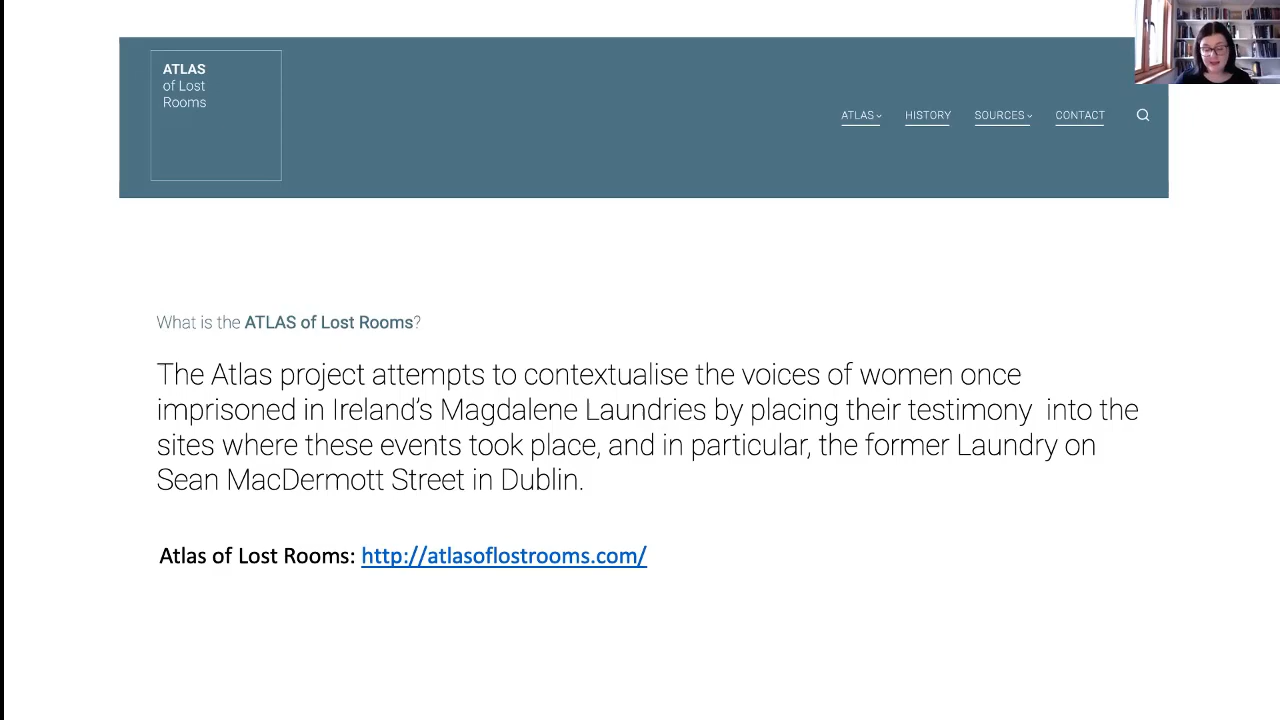 ATLAS
of Lost
Rooms
ATLAS HISTORY SOURCES CONTACT
What is the ATLAS of Lost Rooms?
The Atlas project attempts to contextualise the voices of women once
imprisoned in Ireland’s Magdalene Laundries by placing their testimony into the
sites where these events took place, and in particular, the former Laundry on
Sean MacDermott Street in Dublin.
Atlas of Lost Rooms: http://atlasoflostrooms.com/